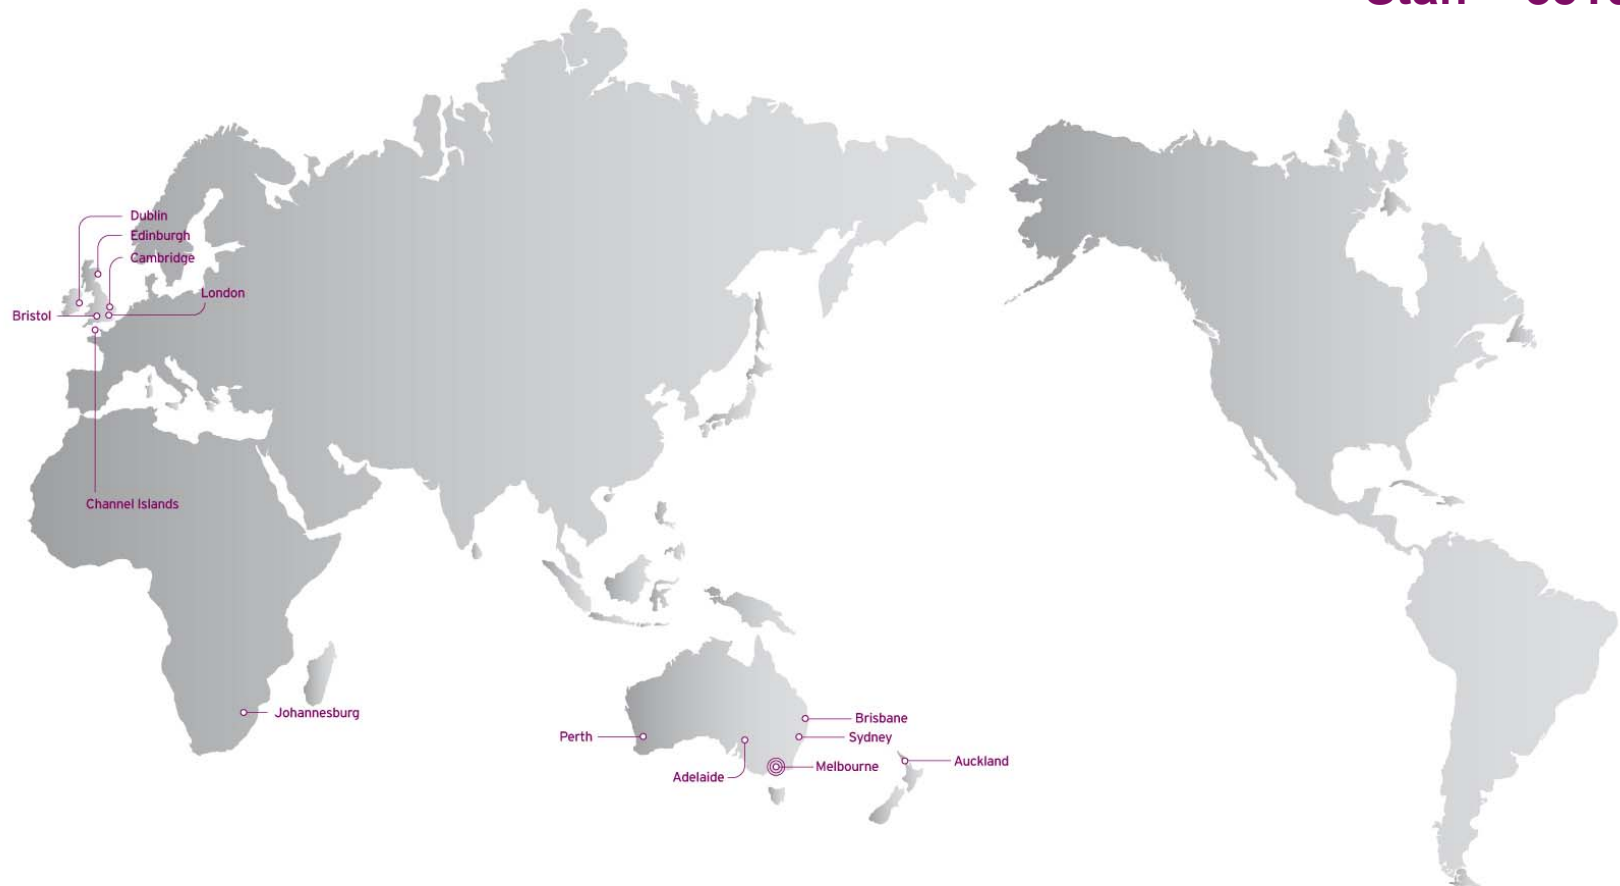 Dublin
Edinburgh
Cambridge
London
Bristol
Channel Islands
Johannesburg
Perth
Brisbane
Sydney
Adelaide
Melbourne
Auckland